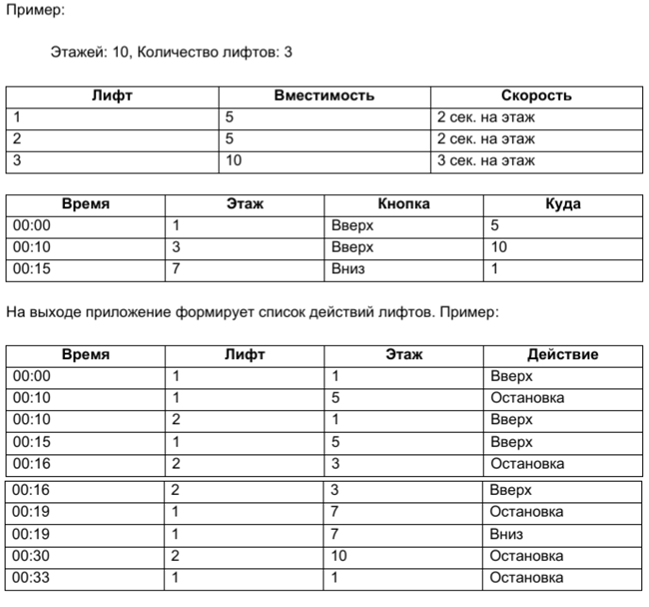 Пример:
Этажей: 10, Количество лифтов: 3
Лифт Вместимость Скорость
1 5 2 сек. на этаж
2 5 2 сек. на этаж
3 10 3 сек. на этаж
Время Этаж Кнопка Куда
00:00 1 Вверх 5
00:10 3 Вверх 10
00:15 7 Вниз 1
На выходе приложение формирует список действий лифтов. Пример:
Время Лифт Этаж Действие
00:00 1 1 Вверх
00:10 1 5 Остановка
00:10 2 1 Вверх
00:15 1 5 Вверх
00:16 2 3 Остановка
00:16 2 3 Вверх
00:19 1 7 Остановка
00:19 1 7 Вниз
00:30 2 10 Остановка
00:33 1 1 Остановка